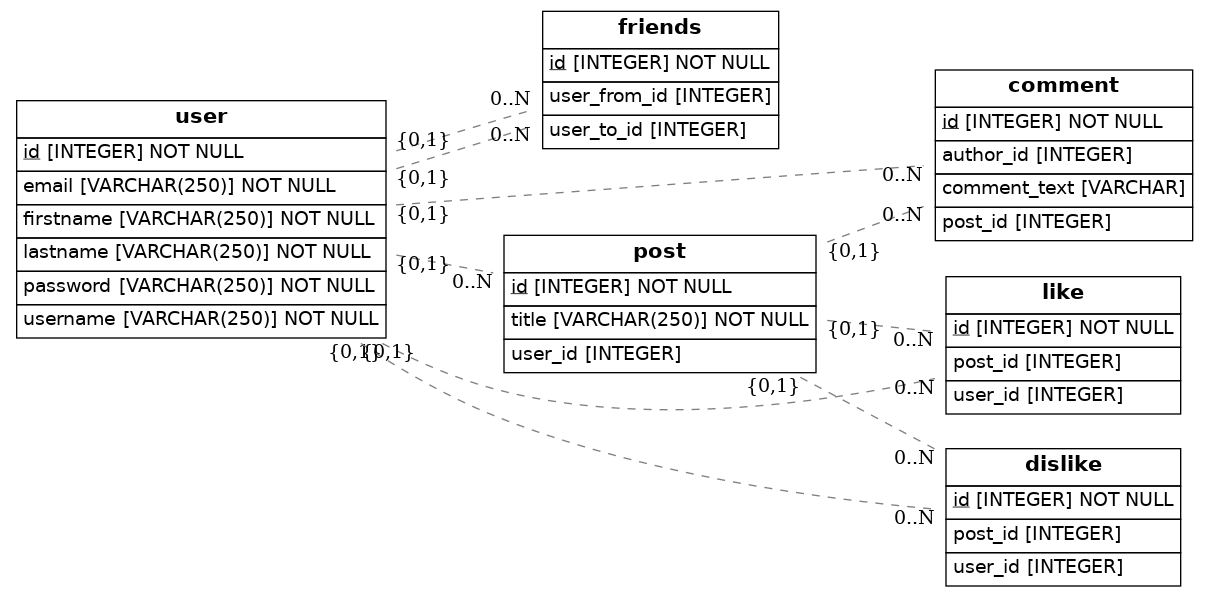 friends
id [INTEGER] NOT NULL
user_from_id [INTEGER]
user_to_id [INTEGER]
user
id [INTEGER] NOT NULL
email [VARCHAR(250)] NOT NULL
firstname [VARCHAR(250)] NOT NULL
lastname [VARCHAR(250)] NOT NULL
password [VARCHAR(250)] NOT NULL
username [VARCHAR(250)] NOT NULL
comment
id [INTEGER] NOT NULL
author_id [INTEGER]
comment_text [VARCHAR]
post_id [INTEGER]
post
id [INTEGER] NOT NULL
title [VARCHAR(250)] NOT NULL
user_id [INTEGER]
like
id [INTEGER] NOT NULL
post_id [INTEGER]
user_id [INTEGER]
dislike
id [INTEGER] NOT NULL
post_id [INTEGER]
user_id [INTEGER]
0..N
{0,1}
0..N
{0,1}
0..N
{0,1}
0..N
{0,1}
0..N
{0,1}
0..N
{0,1}
0..N
{0,1}
0..N
{0,1}
0..N
{0,1}